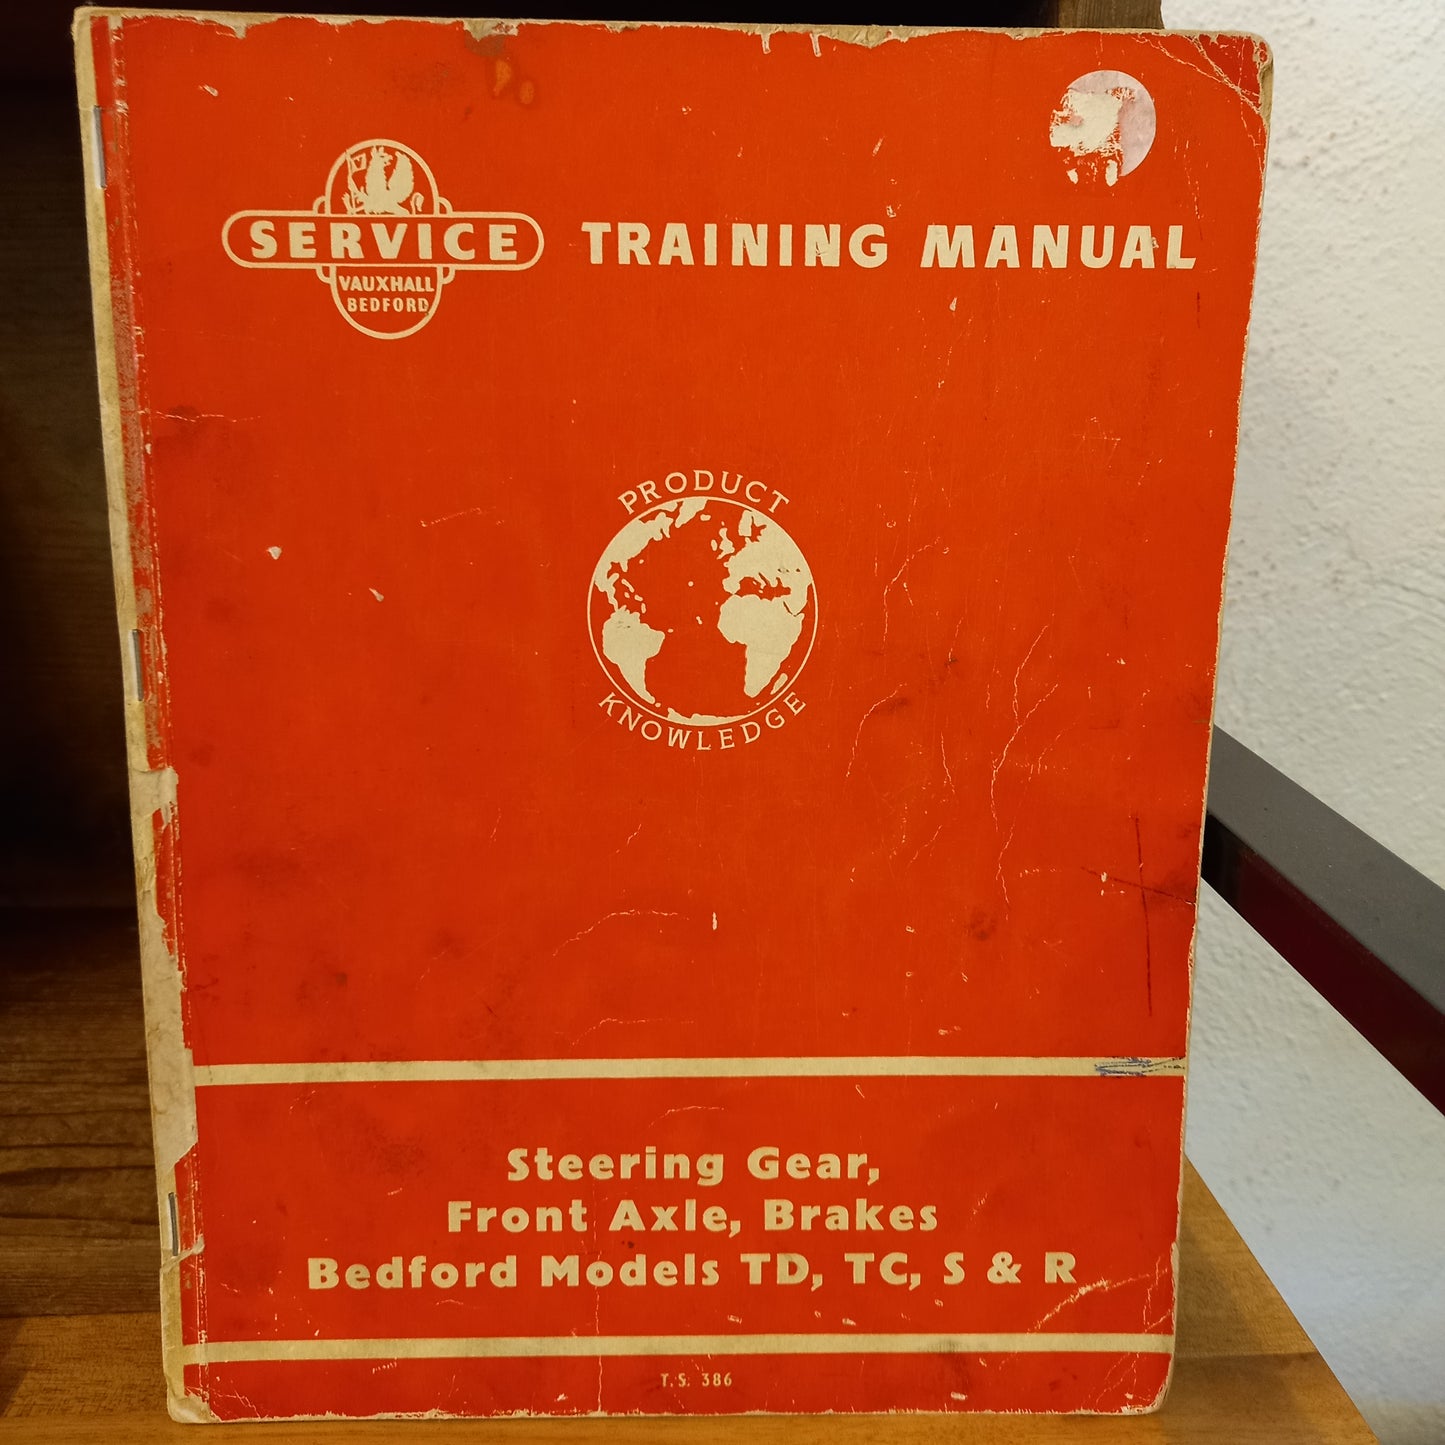 SERVICE
VAUXHALL
BEDFORD
TRAINING MANUAL
PRODUCT
KNOWLEDGE
Steering Gear,
Front Axle, Brakes
Bedford Models TD, TC, S & R
T.S. 386